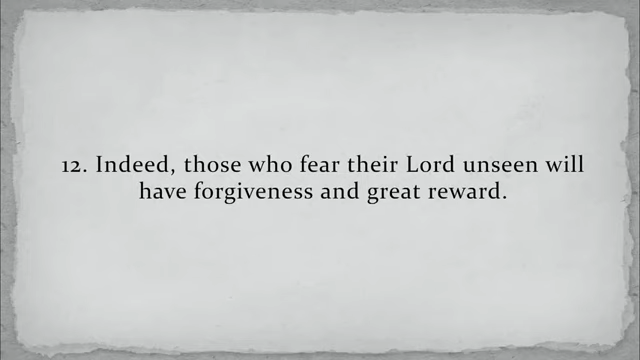 12. Indeed, those who fear their Lord unseen will
have forgiveness and great reward.